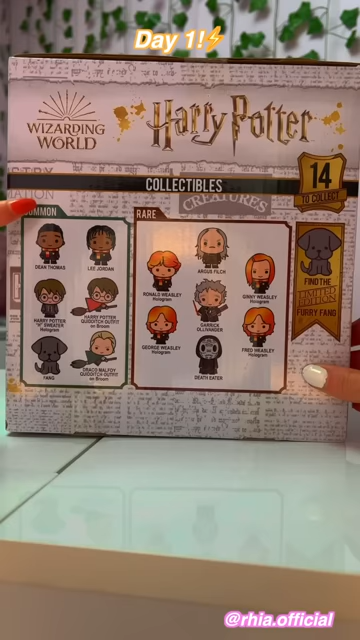 Day 1!⚡
WIZARDING
WORLD
Harry Potter
COLLECTIBLES
CREATURES
14
TO COLLECT
COMMON
RARE
DEAN THOMAS
LEE JORDAN
HARRY POTTER
"H" SWEATER
Hologram
HARRY POTTER
QUIDDITCH OUTFIT
on Broom
FANG
DRACO MALFOY
QUIDDITCH OUTFIT
on Broom
RONALD WEASLEY
Hologram
ARGUS FILCH
GINNY WEASLEY
Hologram
GEORGE WEASLEY
Hologram
GARRICK
OLLIVANDER
FRED WEASLEY
Hologram
DEATH EATER
FIND THE
LIMITED
EDITION
FURRY FANG
@rhia.official